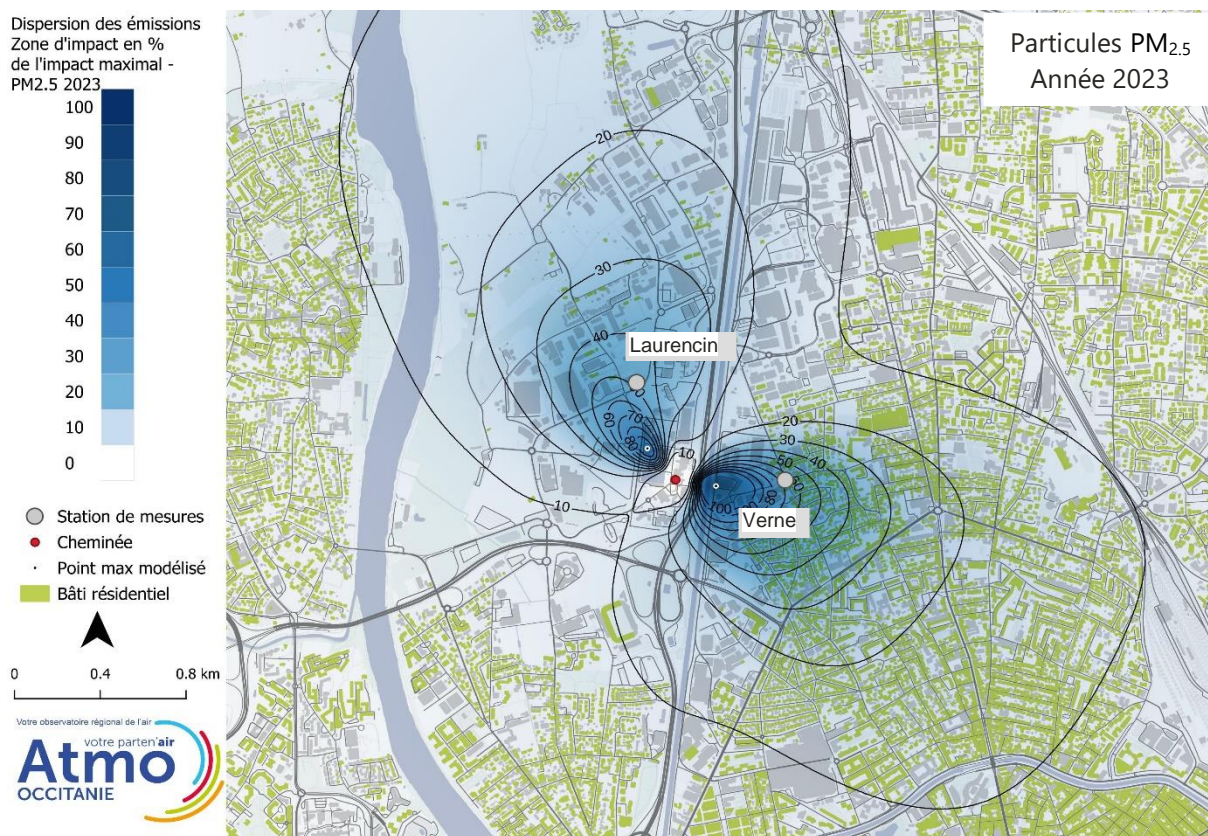 Dispersion des émissions
Zone d'impact en %
de l'impact maximal -
PM2.5 2023
100
90
80
70
60
50
40
30
20
10
0
Station de mesures
Cheminée
Point max modélisé
Bâti résidentiel
0 0.4 0.8 km
Votre observatoire régional de l'air
votre parten'air
Atmo
OCCITANIE
Particules PM2.5
Année 2023
20
30
40
Laurencin
70
60
80
10
20
30
50
40
100
Verne
10